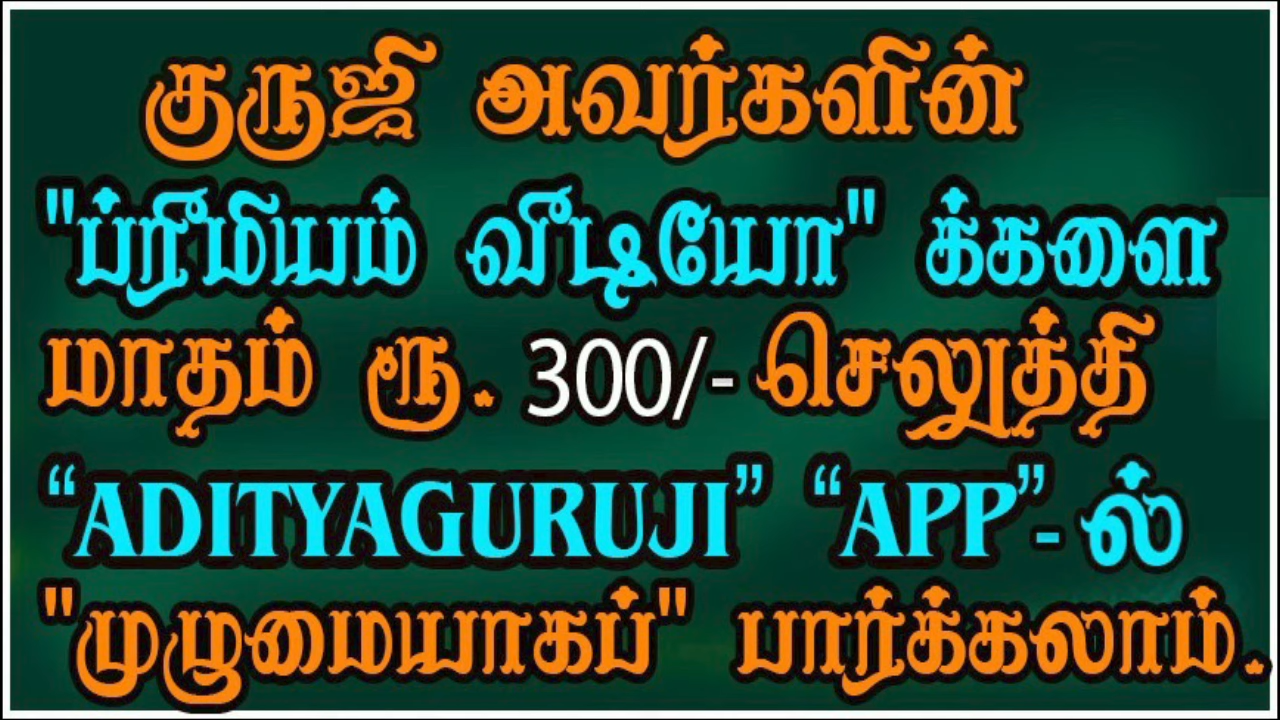 குருஜி அவர்களின்
"ப்ரீமியம் வீடியோ" க்களை
மாதம் ரூ. 300/- செலுத்தி
“ADITYAGURUJI” “APP”- ல்
"முழுமையாகப்" பார்க்கலாம்.